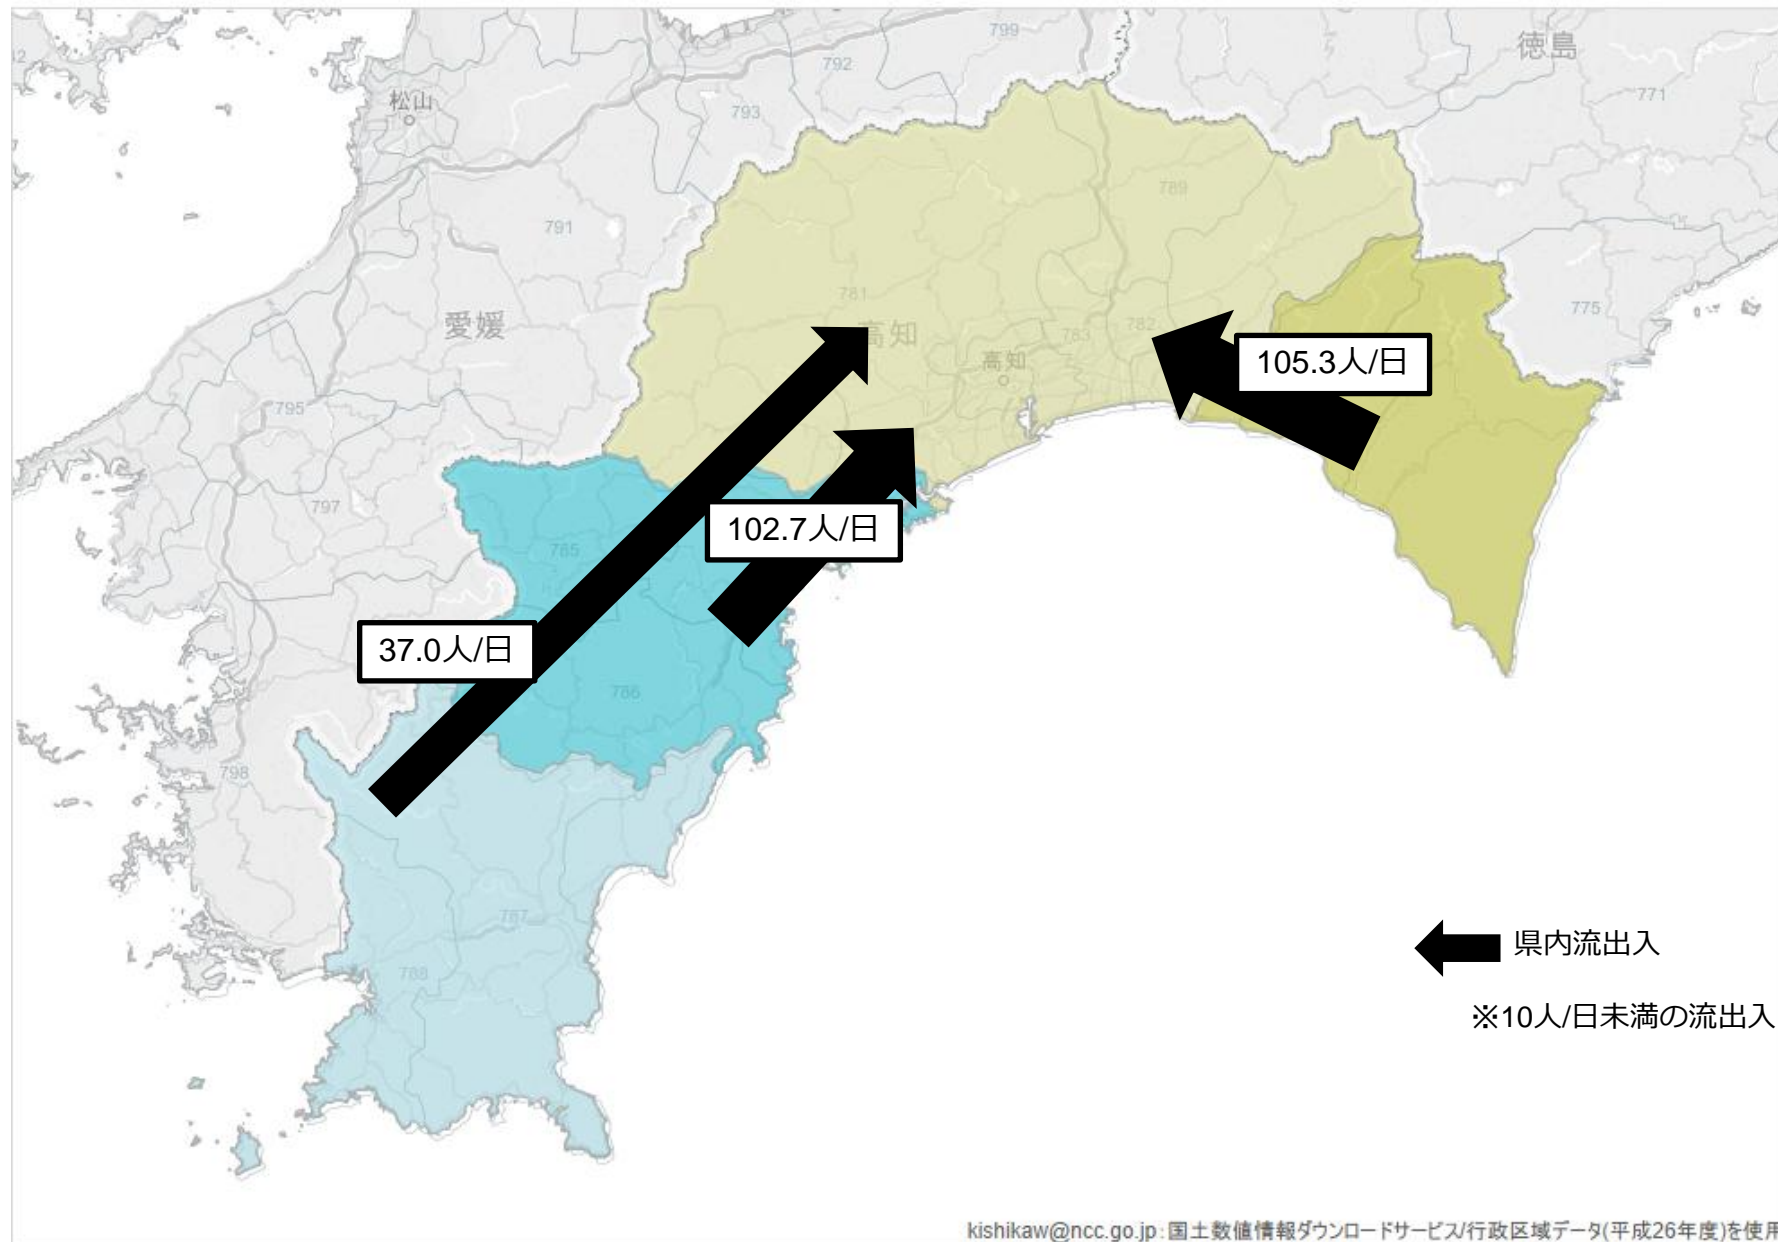 799
徳島
792
771
松山
793
789
791
775
781
愛媛
高知
783
782
高知
105.3人/日
795
797
102.7人/日
785
37.0人/日
786
798
787
788
県内流出入
※10人/日未満の流出入
kishikaw@ncc.go.jp:国土数値情報ダウンロードサービス/行政区域データ(平成26年度)を使用